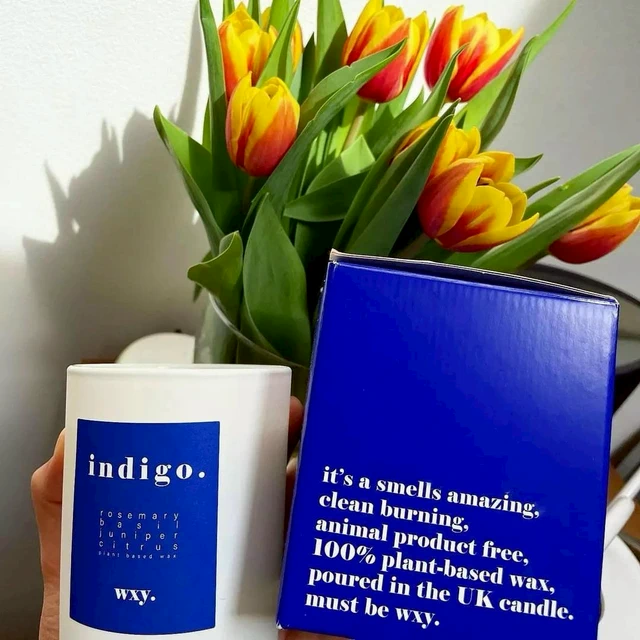 indigo.
rosemary
basil
juniper
citrus
plant based wax
wxy.
it's a smells amazing,
clean burning,
animal product free,
100% plant-based wax,
poured in the UK candle.
must be wxy.